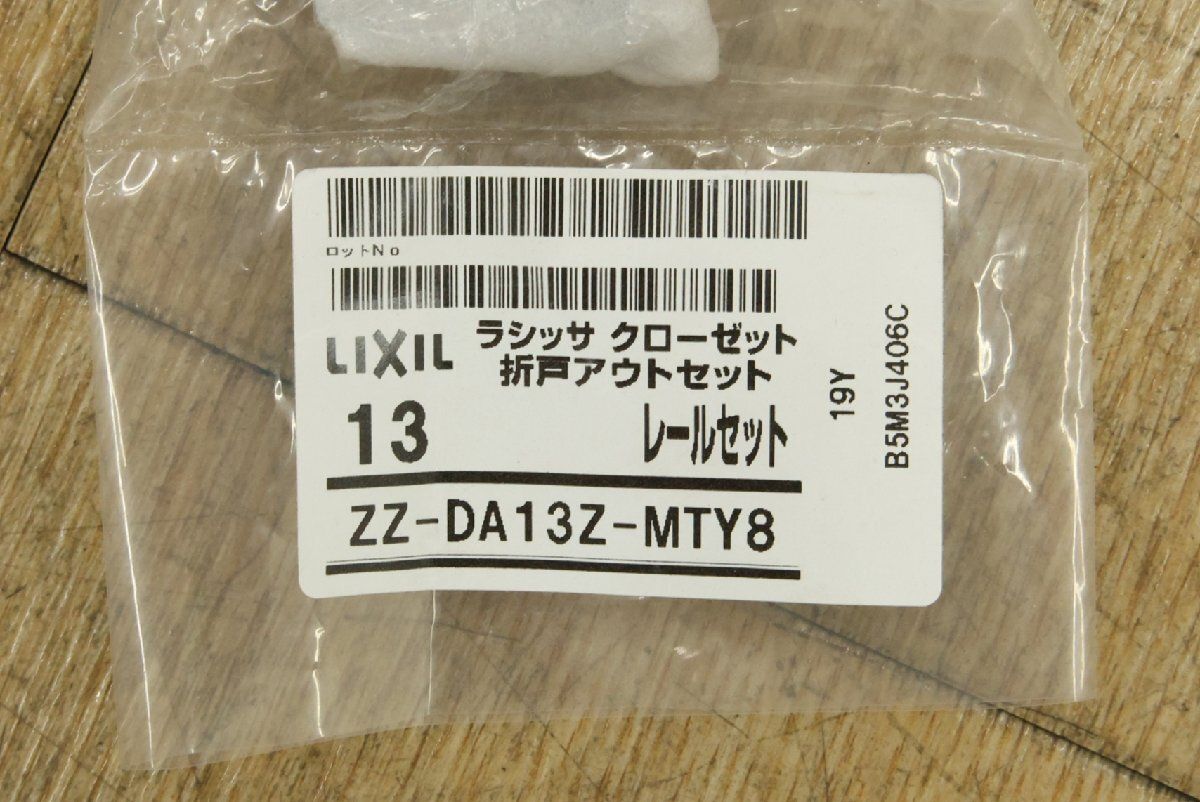 ロットNo
LIXIL
ラシッサ クローゼット
折戸アウトセット
13 レールセット
ZZ-DA13Z-MTY8
19Y
B5M3J406C